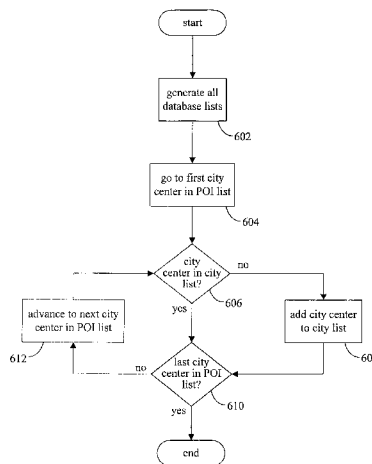 start
generate all
database lists
602
go to first city
center in POI list
604
city
center in city
list?
no
606
yes
advance to next city
center in POI list
612
add city center
to city list
60
last city
center in POI
list?
no
610
yes
end